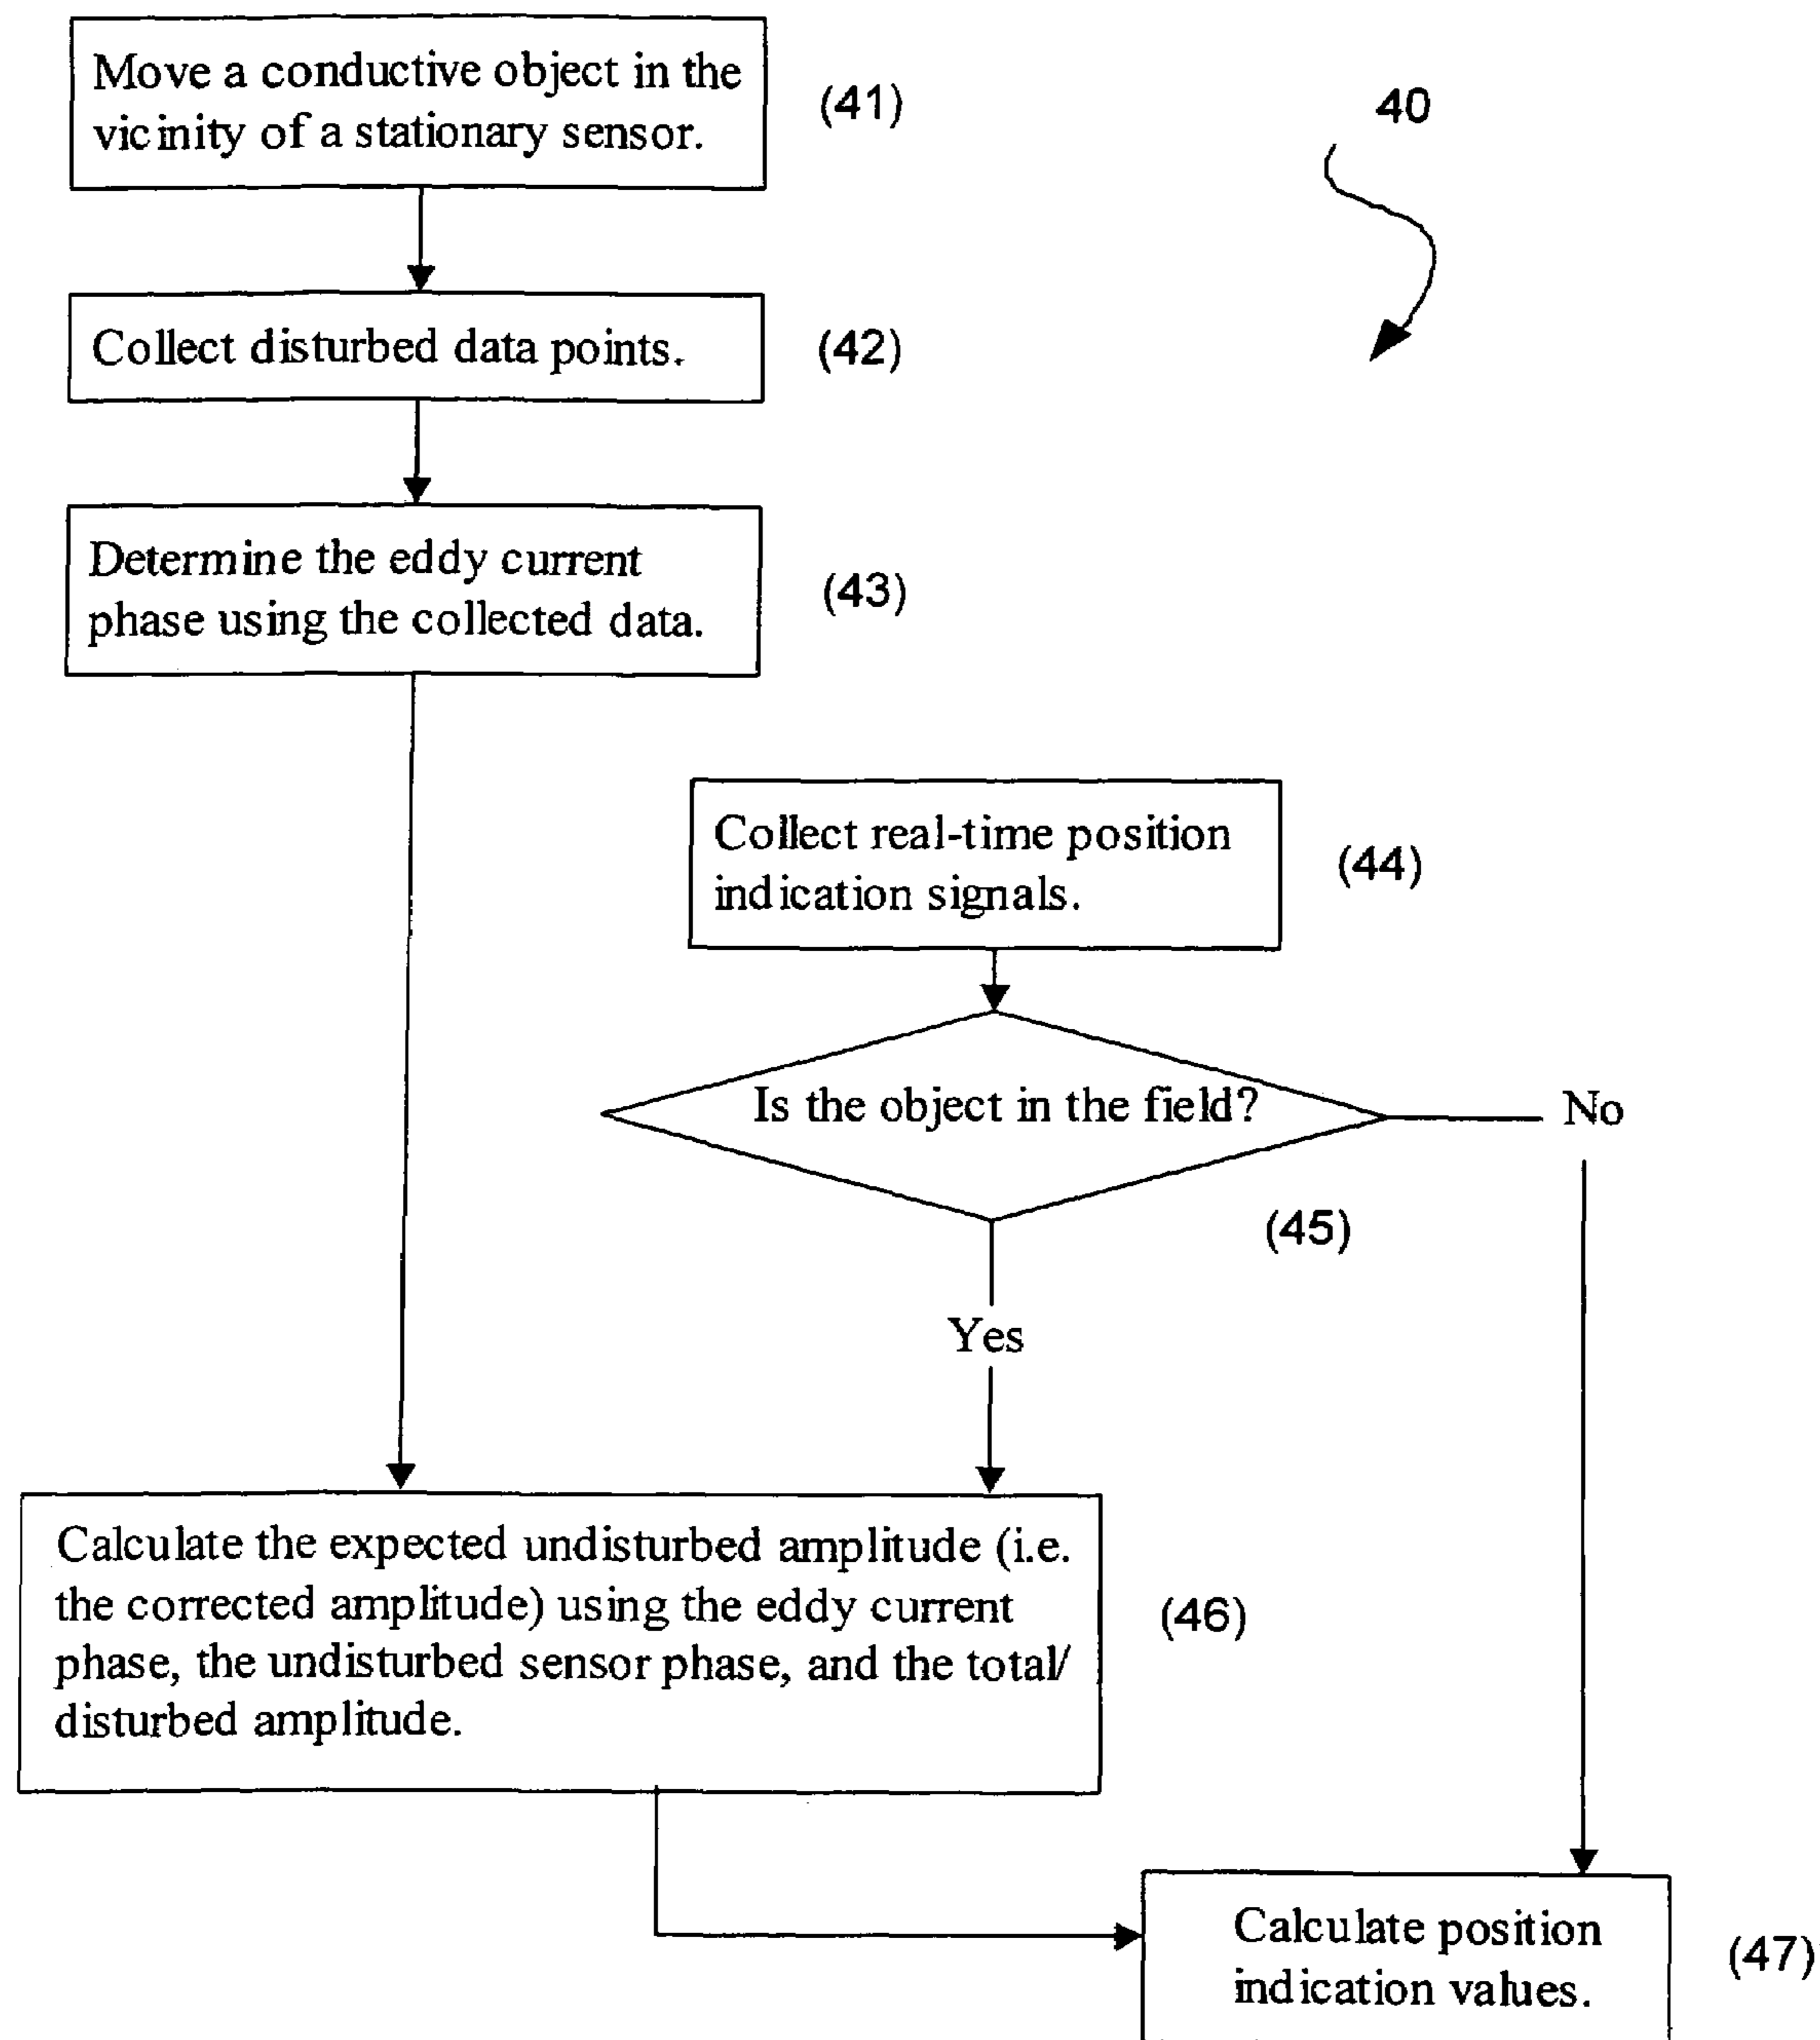 Move a conductive object in the
vicinity of a stationary sensor.
(41)
40
Collect disturbed data points.
(42)
Determine the eddy current
phase using the collected data.
(43)
Collect real-time position
indication signals.
(44)
Is the object in the field?
No
(45)
Yes
Calculate the expected undisturbed amplitude (i.e.
the corrected amplitude) using the eddy current
phase, the undisturbed sensor phase, and the total/
disturbed amplitude.
(46)
Calculate position
indication values.
(47)